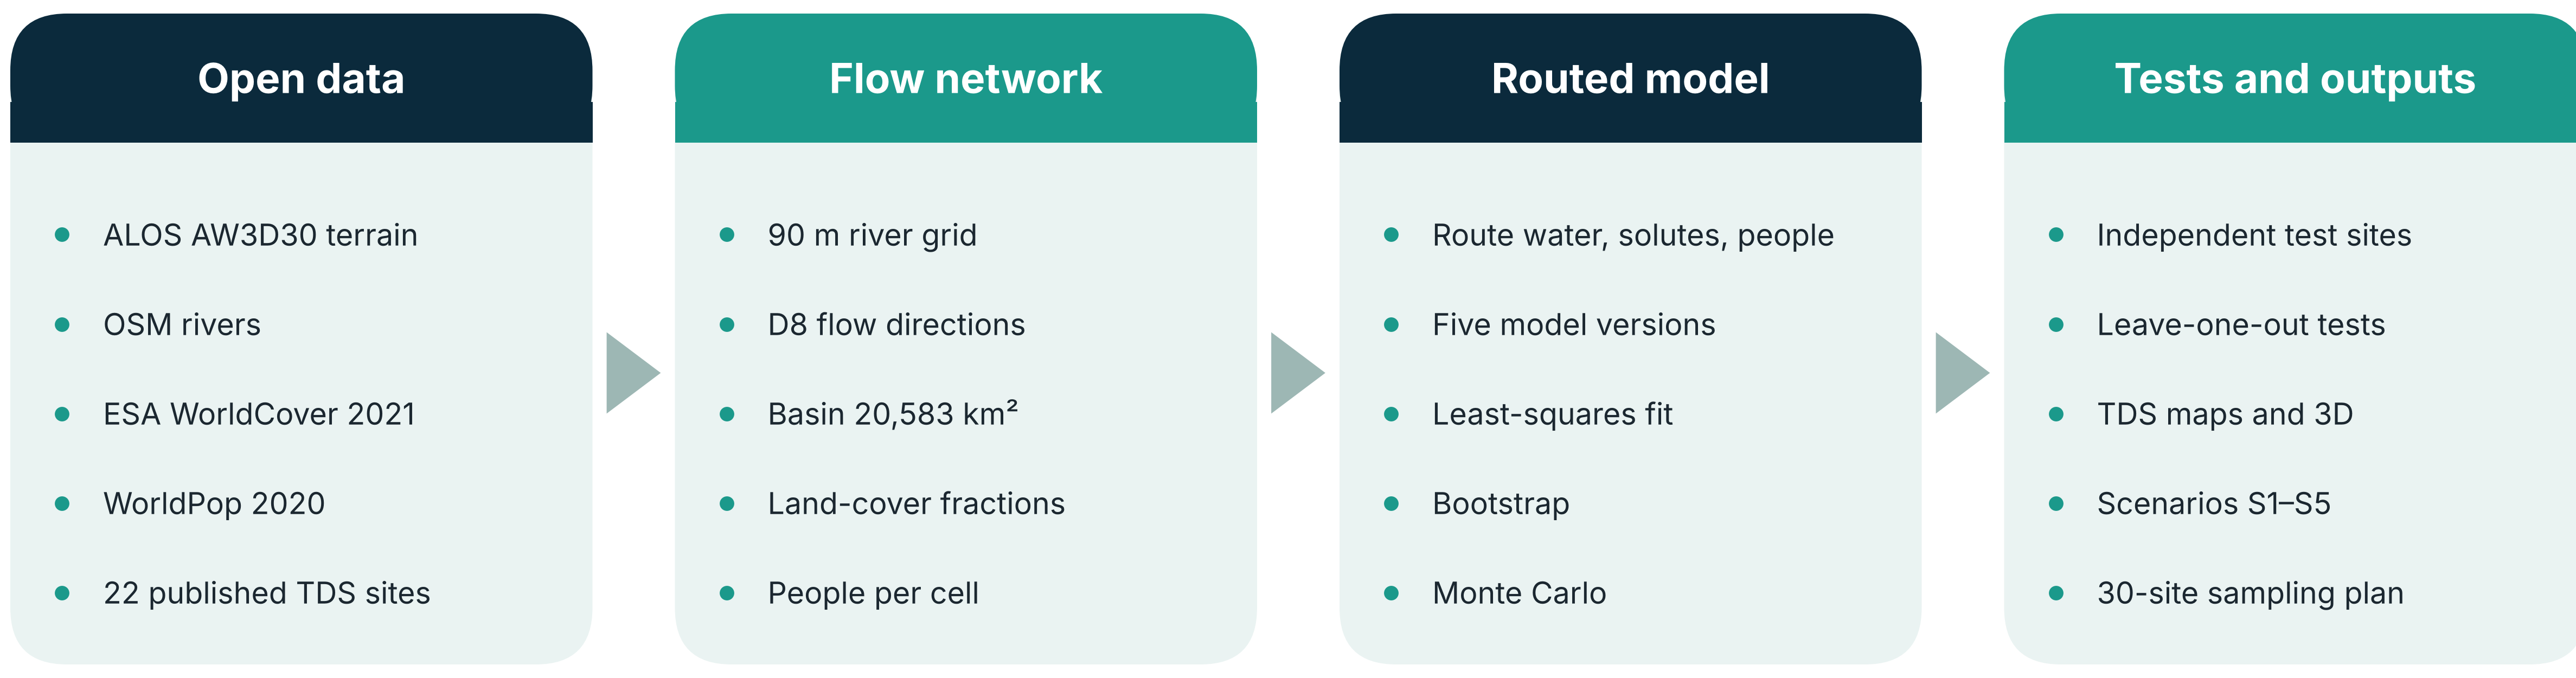 Open data
ALOS AW3D30 terrain
OSM rivers
ESA WorldCover 2021
WorldPop 2020
22 published TDS sites
Flow network
90 m river grid
D8 flow directions
Basin 20,583 km²
Land-cover fractions
People per cell
Routed model
Route water, solutes, people
Five model versions
Least-squares fit
Bootstrap
Monte Carlo
Tests and outputs
Independent test sites
Leave-one-out tests
TDS maps and 3D
Scenarios S1–S5
30-site sampling plan